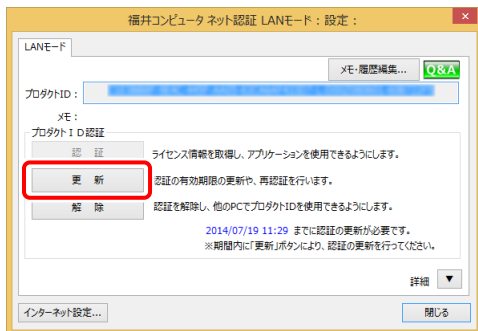 福井コンピュータ ネット認証 LANモード：設定：
×
LANモード
メモ・履歴編集...
Q&A
プロダクトID：
メモ：
プロダクトＩＤ認証
認　証
ライセンス情報を取得し、アプリケーションを使用できるようにします。
更　新
認証の有効期限の更新や、再認証を行います。
解　除
認証を解除し、他のPCでプロダクトIDを使用できるようにします。
2014/07/19 11:29 までに認証の更新が必要です。
※期間内に「更新」ボタンにより、認証の更新を行ってください。
詳細 ▼
インターネット設定...
閉じる